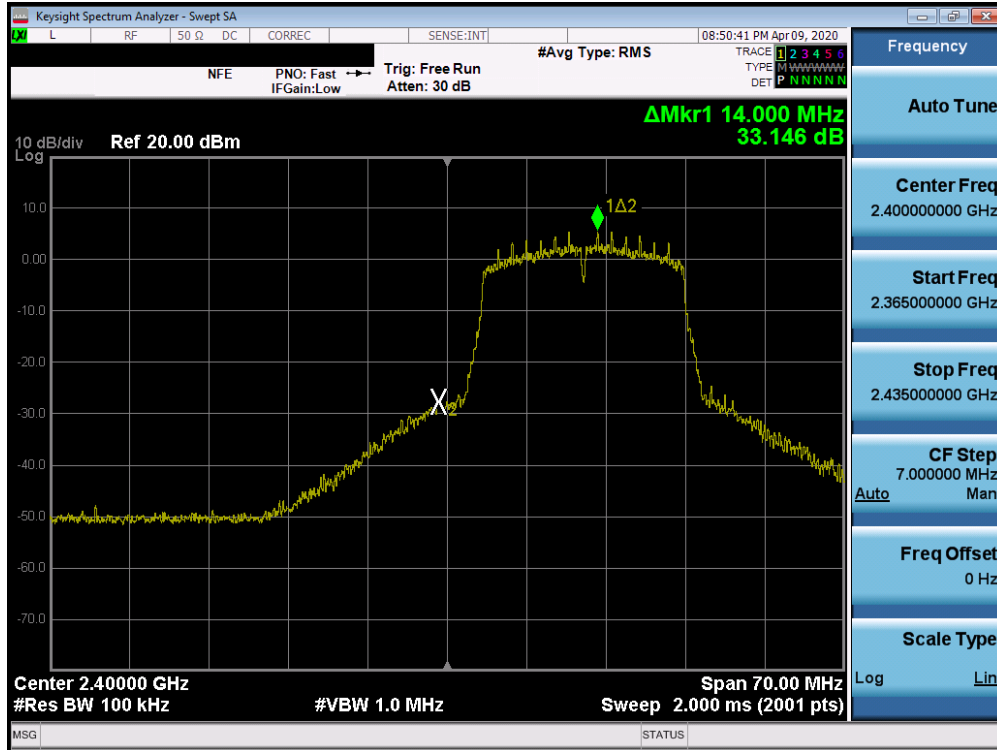 Keysight Spectrum Analyzer - Swept SA
LXI L RF 50 Ω DC CORREC SENSE:INT 08:50:41 PM Apr 09, 2020
NFE PNO: Fast IFGain:Low Trig: Free Run Atten: 30 dB #Avg Type: RMS
TRACE 1 2 3 4 5 6
TYPE M WWWWW
DET P N N N N N
ΔMkr1 14.000 MHz
33.146 dB
10 dB/div Ref 20.00 dBm
Log
1Δ2
10.0
0.00
-10.0
-20.0
-30.0
X2
-40.0
-50.0
-60.0
-70.0
Center 2.40000 GHz Span 70.00 MHz
#Res BW 100 kHz #VBW 1.0 MHz Sweep 2.000 ms (2001 pts)
MSG STATUS
Frequency
Auto Tune
Center Freq
2.400000000 GHz
Start Freq
2.365000000 GHz
Stop Freq
2.435000000 GHz
CF Step
7.000000 MHz
Auto Man
Freq Offset
0 Hz
Scale Type
Log Lin